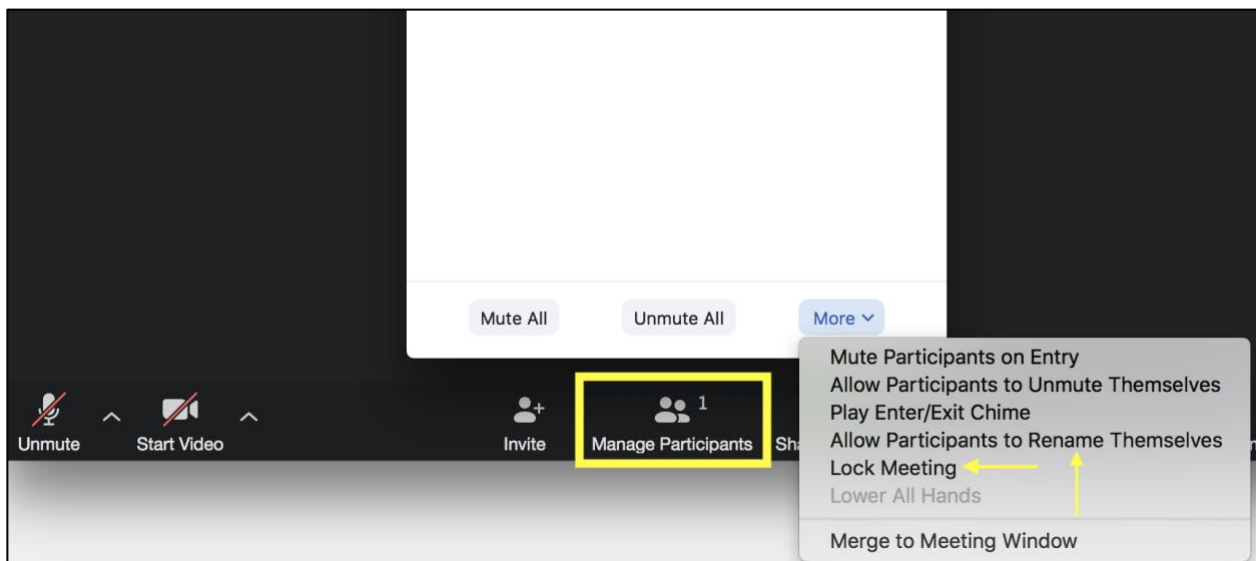 Mute All
Unmute All
More
Mute Participants on Entry
Allow Participants to Unmute Themselves
Play Enter/Exit Chime
Allow Participants to Rename Themselves
Lock Meeting
Lower All Hands
Merge to Meeting Window
Unmute
Start Video
Invite
1
Manage Participants